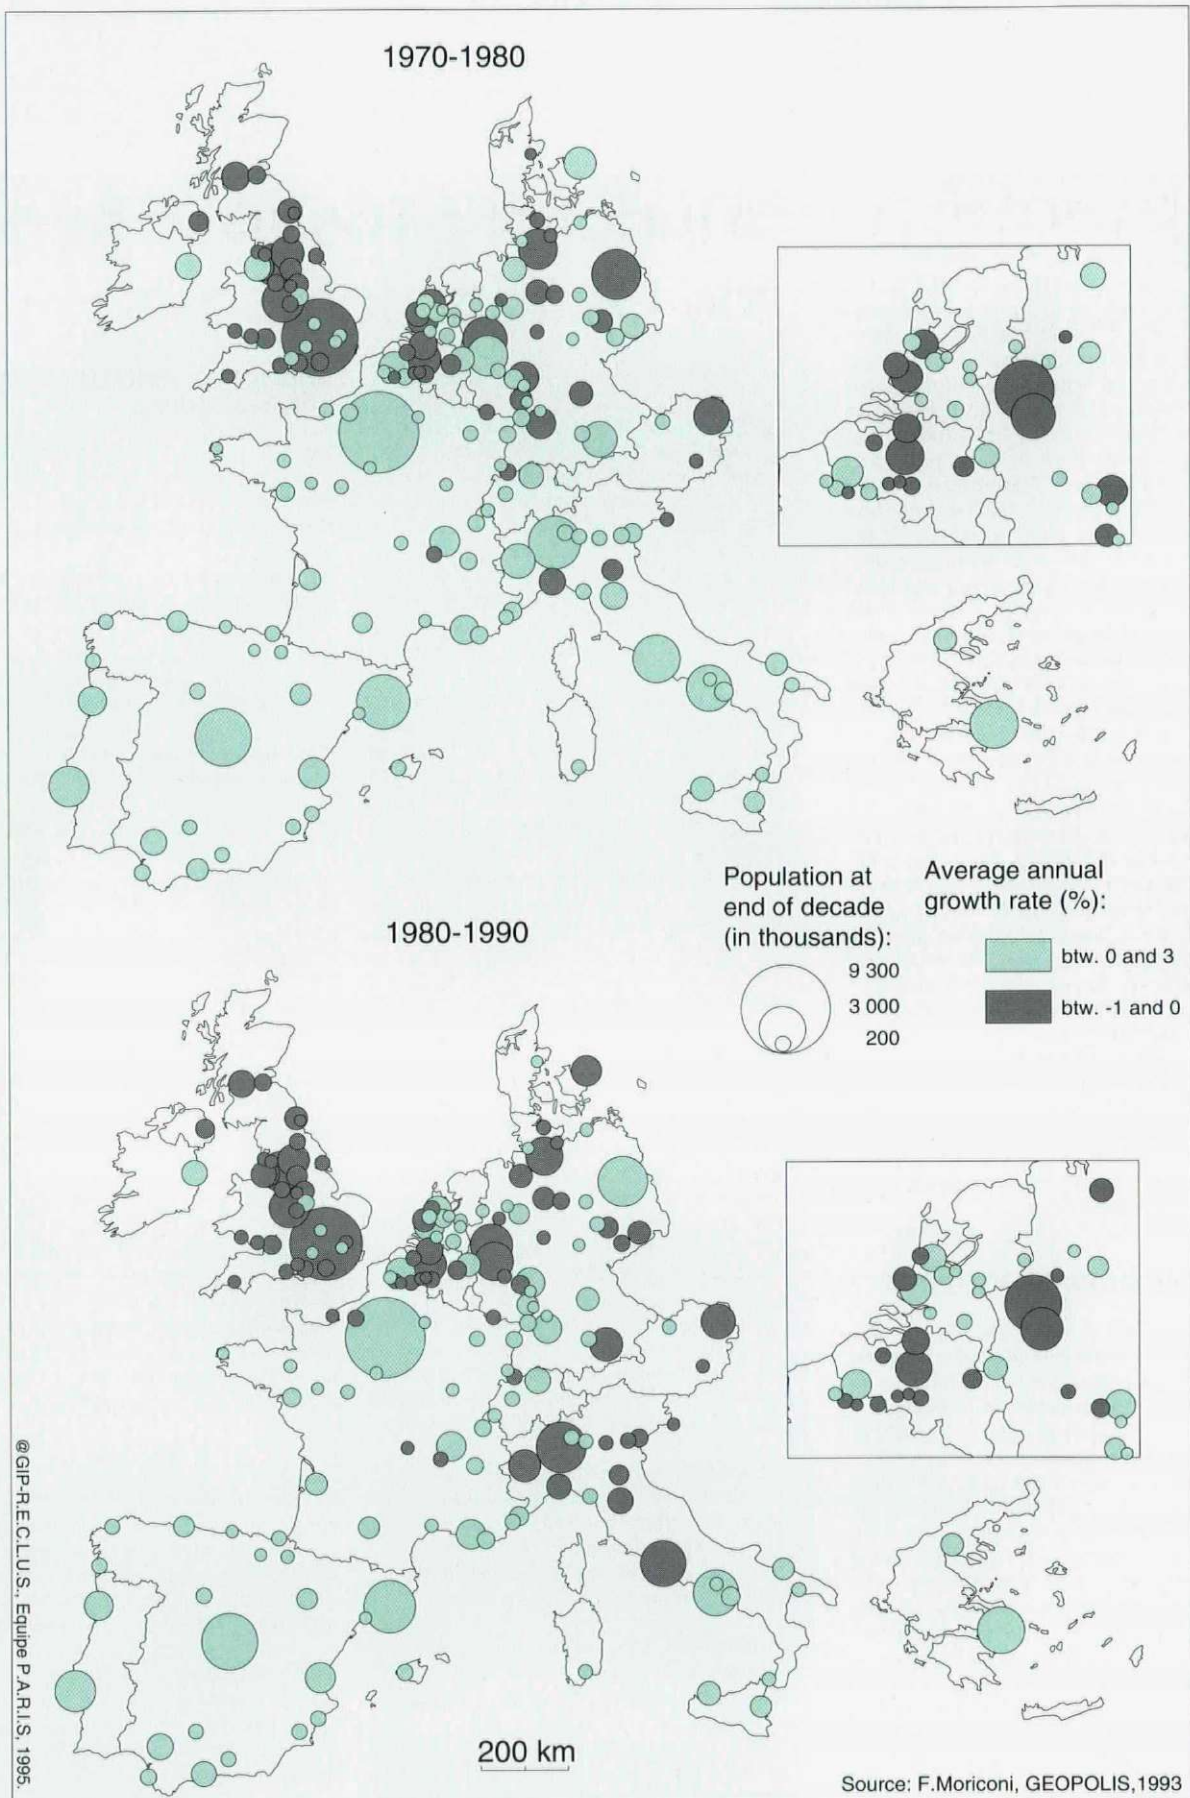 1970-1980
Population at
end of decade
(in thousands):
9 300
3 000
200
Average annual
growth rate (%):
btw. 0 and 3
btw. -1 and 0
1980-1990
200 km
@GIP-R.E.C.L.U.S., Equipe P.A.R.I.S, 1995.
Source: F.Moriconi, GEOPOLIS,1993